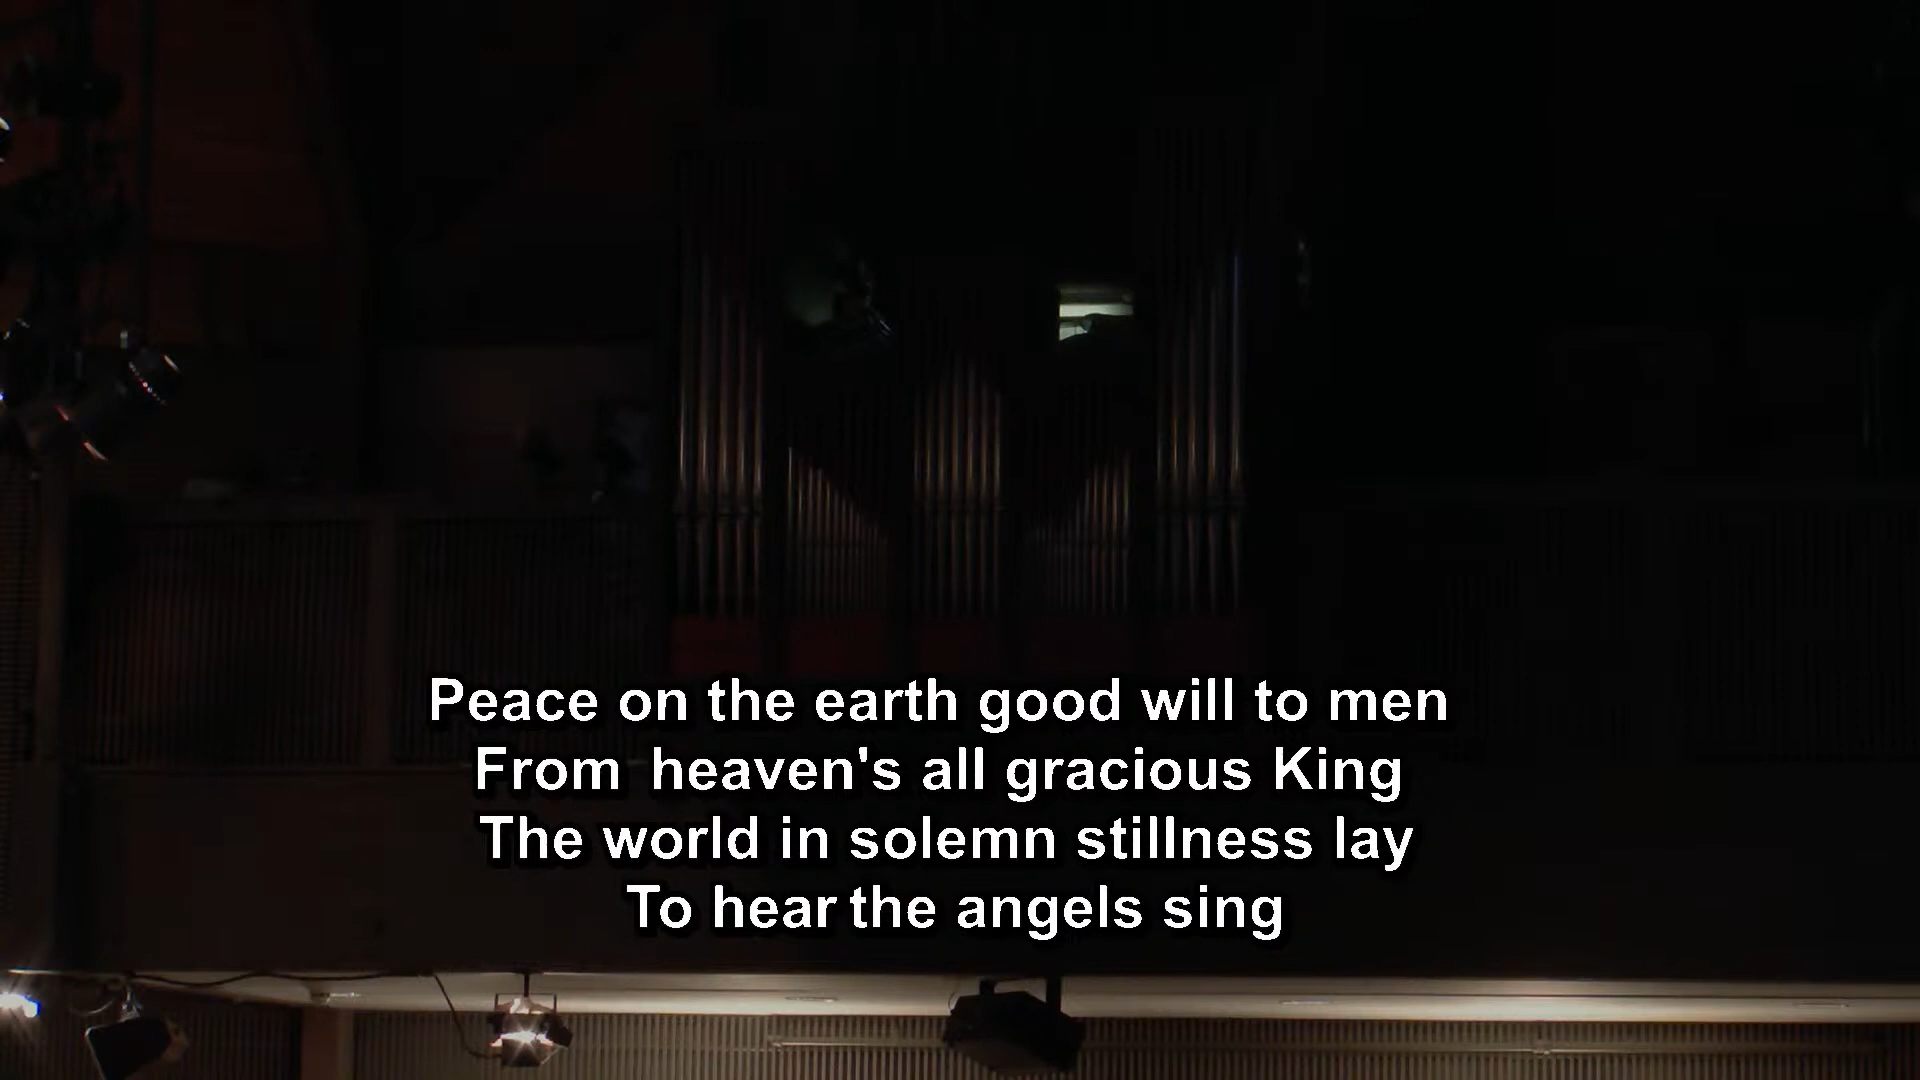 Peace on the earth good will to men
From heaven's all gracious King
The world in solemn stillness lay
To hear the angels sing